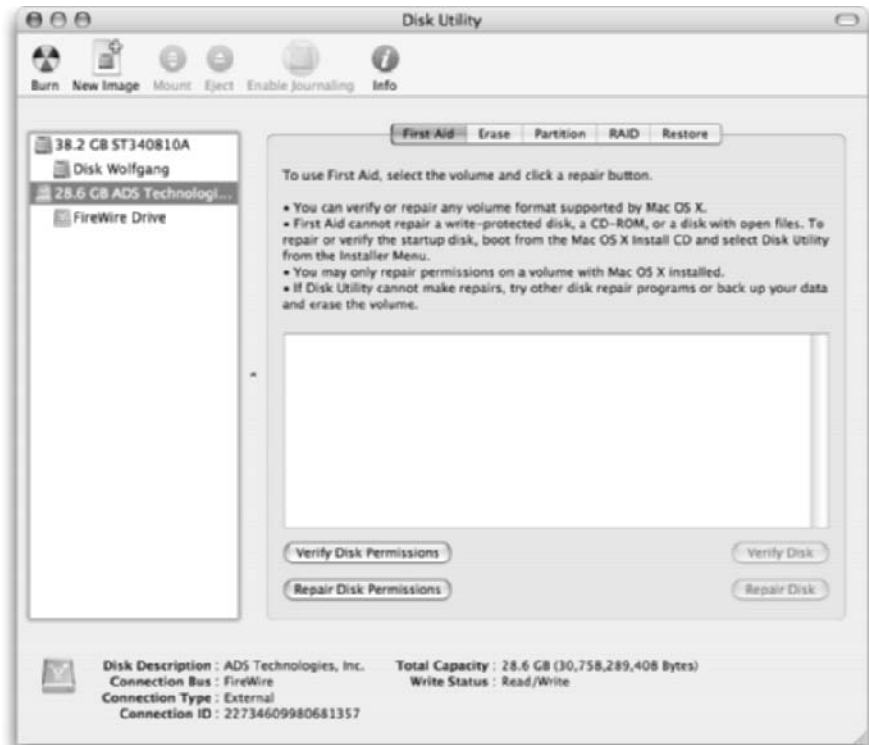 Disk Utility
Burn New Image Mount Eject Enable Journaling Info
38.2 GB ST340810A
Disk Wolfgang
28.6 GB ADS Technologi...
FireWire Drive
First Aid Erase Partition RAID Restore
To use First Aid, select the volume and click a repair button.
• You can verify or repair any volume format supported by Mac OS X.
• First Aid cannot repair a write-protected disk, a CD-ROM, or a disk with open files. To
repair or verify the startup disk, boot from the Mac OS X Install CD and select Disk Utility
from the Installer Menu.
• You may only repair permissions on a volume with Mac OS X installed.
• If Disk Utility cannot make repairs, try other disk repair programs or back up your data
and erase the volume.
Verify Disk Permissions Verify Disk
Repair Disk Permissions Repair Disk
Disk Description : ADS Technologies, Inc. Total Capacity : 28.6 GB (30,758,289,408 Bytes)
Connection Bus : FireWire Write Status : Read/Write
Connection Type : External
Connection ID : 22734609980681357